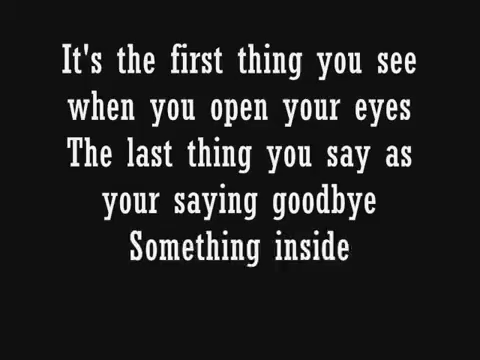 It's the first thing you see
when you open your eyes
The last thing you say as
your saying goodbye
Something inside